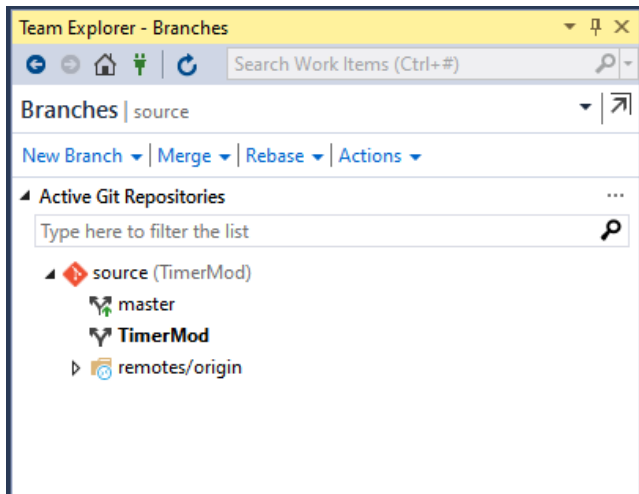 Team Explorer - Branches
Search Work Items (Ctrl+#)
Branches | source
New Branch | Merge | Rebase | Actions
Active Git Repositories ...
Type here to filter the list
source (TimerMod)
master
TimerMod
remotes/origin